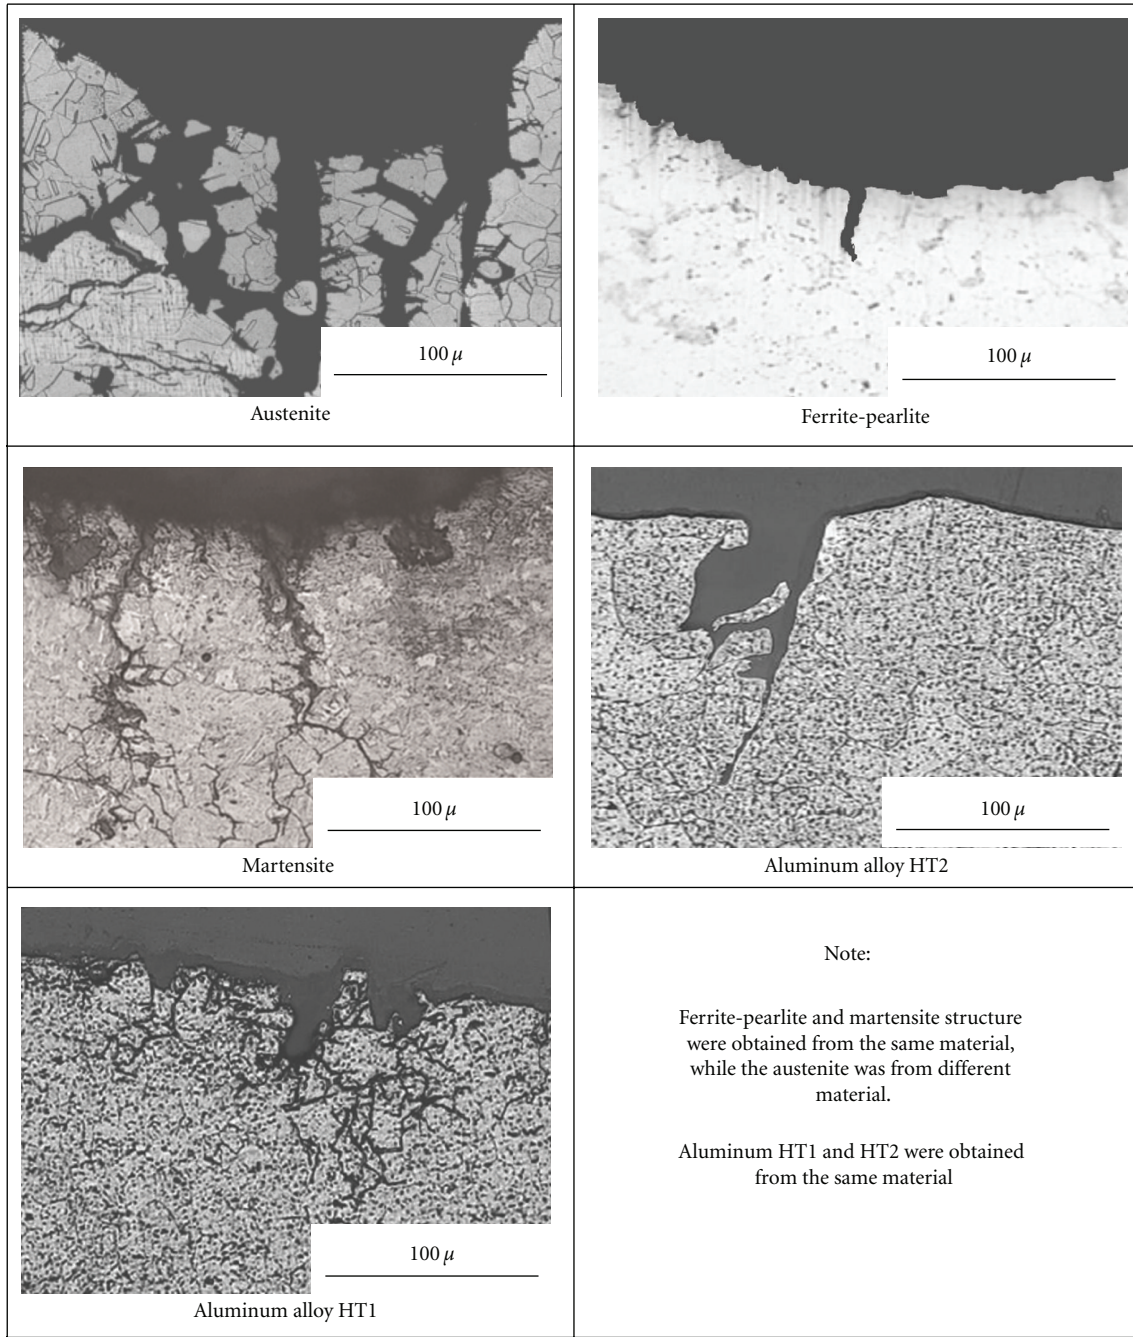 100 μ
Austenite
100 μ
Ferrite-pearlite
100 μ
Martensite
100 μ
Aluminum alloy HT2
100 μ
Aluminum alloy HT1
Note:
Ferrite-pearlite and martensite structure
were obtained from the same material,
while the austenite was from different
material.
Aluminum HT1 and HT2 were obtained
from the same material